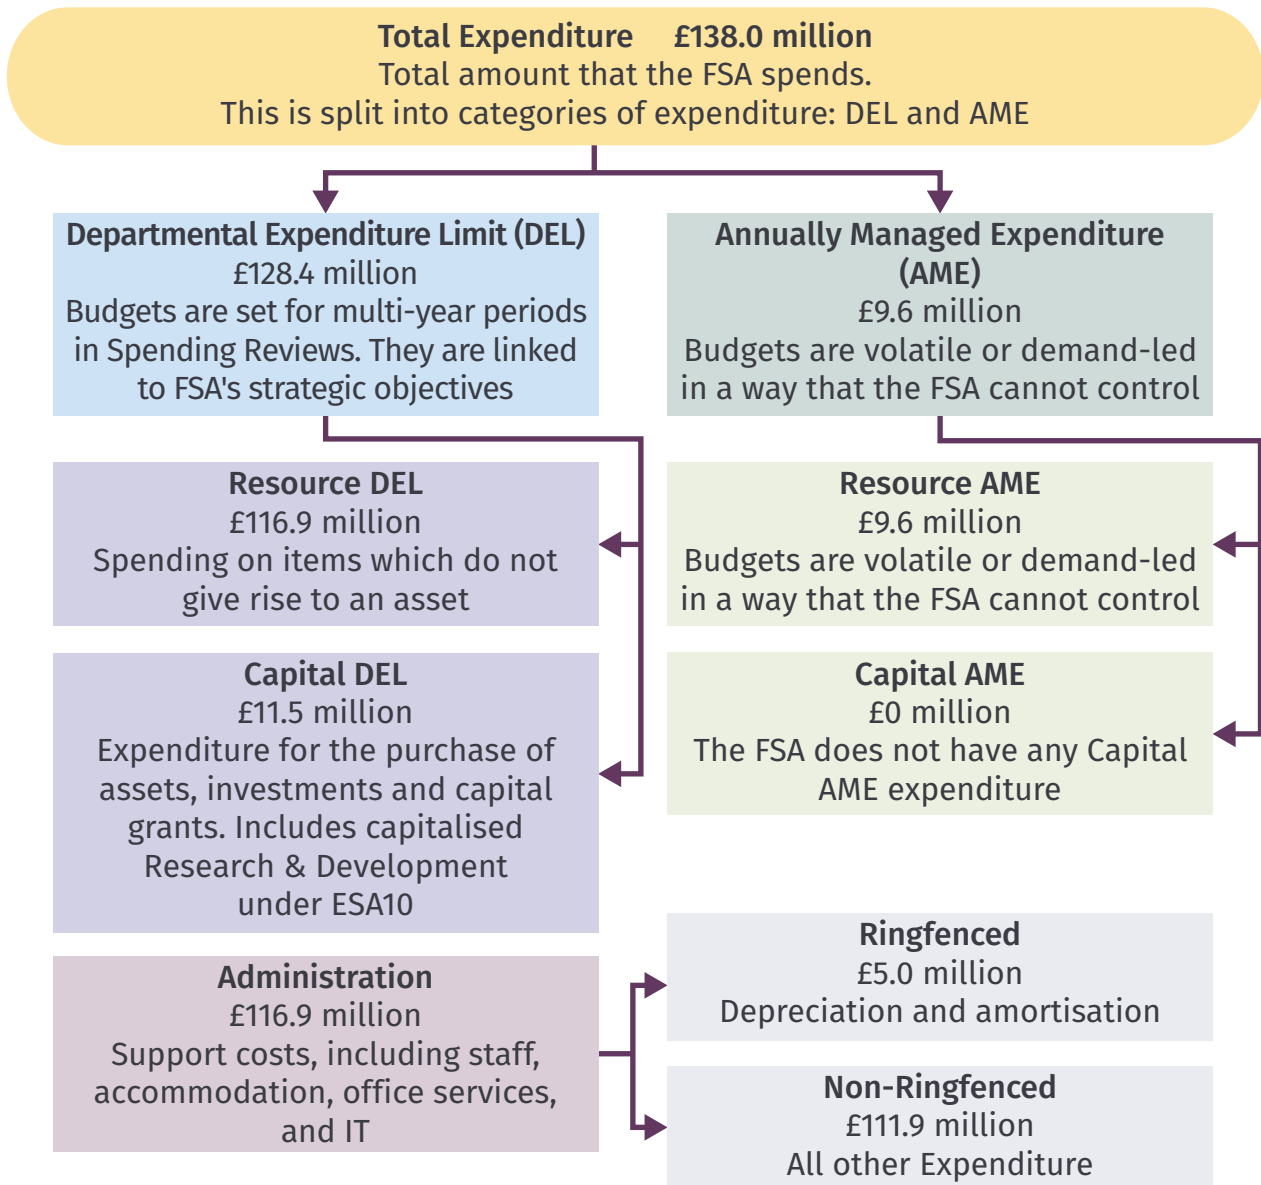 Total Expenditure £138.0 million
Total amount that the FSA spends.
This is split into categories of expenditure: DEL and AME
Departmental Expenditure Limit (DEL)
£128.4 million
Budgets are set for multi-year periods
in Spending Reviews. They are linked
to FSA's strategic objectives
Annually Managed Expenditure
(AME)
£9.6 million
Budgets are volatile or demand-led
in a way that the FSA cannot control
Resource DEL
£116.9 million
Spending on items which do not
give rise to an asset
Resource AME
£9.6 million
Budgets are volatile or demand-led
in a way that the FSA cannot control
Capital DEL
£11.5 million
Expenditure for the purchase of
assets, investments and capital
grants. Includes capitalised
Research & Development
under ESA10
Capital AME
£0 million
The FSA does not have any Capital
AME expenditure
Administration
£116.9 million
Support costs, including staff,
accommodation, office services,
and IT
Ringfenced
£5.0 million
Depreciation and amortisation
Non-Ringfenced
£111.9 million
All other Expenditure